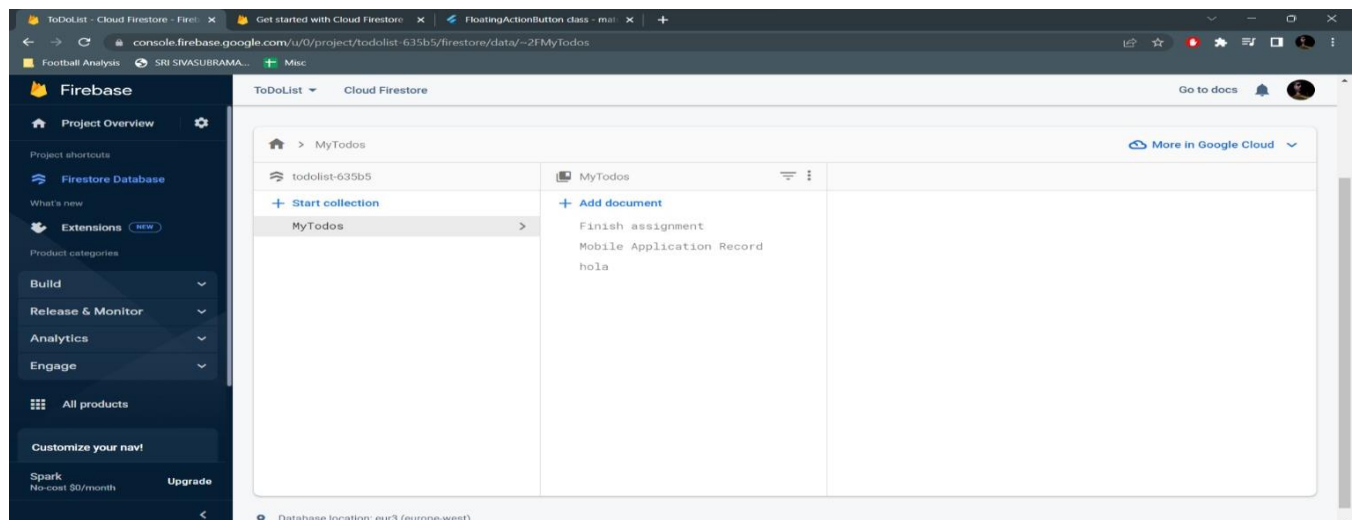 ToDoList - Cloud Firestore - Fireb
Get started with Cloud Firestore
FloatingActionButton class - mat
console.firebase.google.com/u/0/project/todolist-635b5/firestore/data/~2FMyTodos
Football Analysis
SRI SIVASUBRAMA...
Misc
Firebase
ToDoList
Cloud Firestore
Go to docs
Project Overview
MyTodos
More in Google Cloud
Project shortcuts
todolist-635b5
MyTodos
Firestore Database
What's new
+ Start collection
+ Add document
Extensions NEW
MyTodos
Finish assignment
Mobile Application Record
hola
Product categories
Build
Release & Monitor
Analytics
Engage
All products
Customize your nav!
Spark
No-cost $0/month
Upgrade
Database location: eur3 (europe-west)